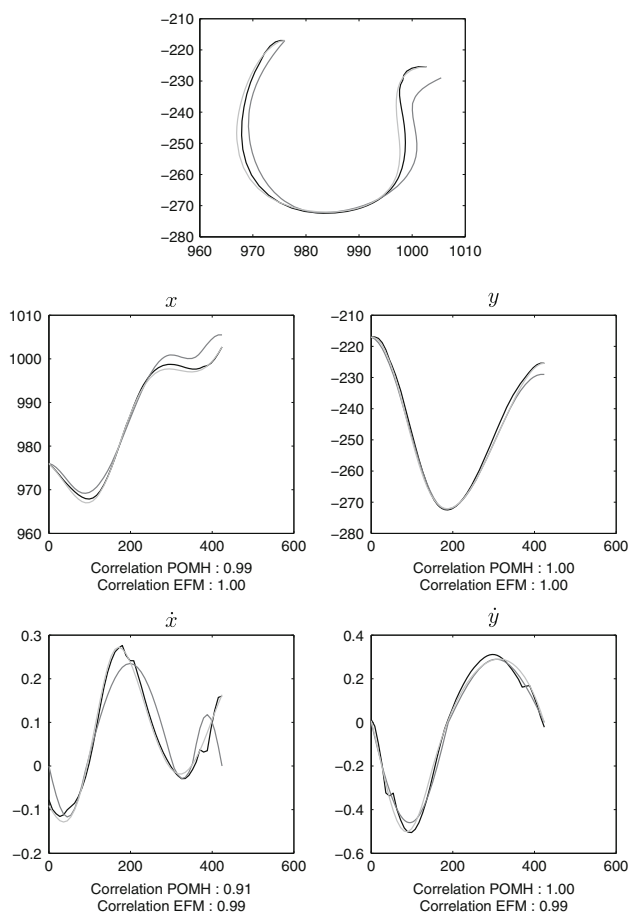 −210
−220
−230
−240
−250
−260
−270
−280
960 970 980 990 1000 1010
x y
1010
1000
990
980
970
960
0 200 400 600
Correlation POMH : 0.99
Correlation EFM : 1.00
−210
−220
−230
−240
−250
−260
−270
−280
0 200 400 600
Correlation POMH : 1.00
Correlation EFM : 1.00
ẋ ẏ
0.3
0.2
0.1
0
−0.1
−0.2
0 200 400 600
Correlation POMH : 0.91
Correlation EFM : 0.99
0.4
0.2
0
−0.2
−0.4
−0.6
0 200 400 600
Correlation POMH : 1.00
Correlation EFM : 0.99